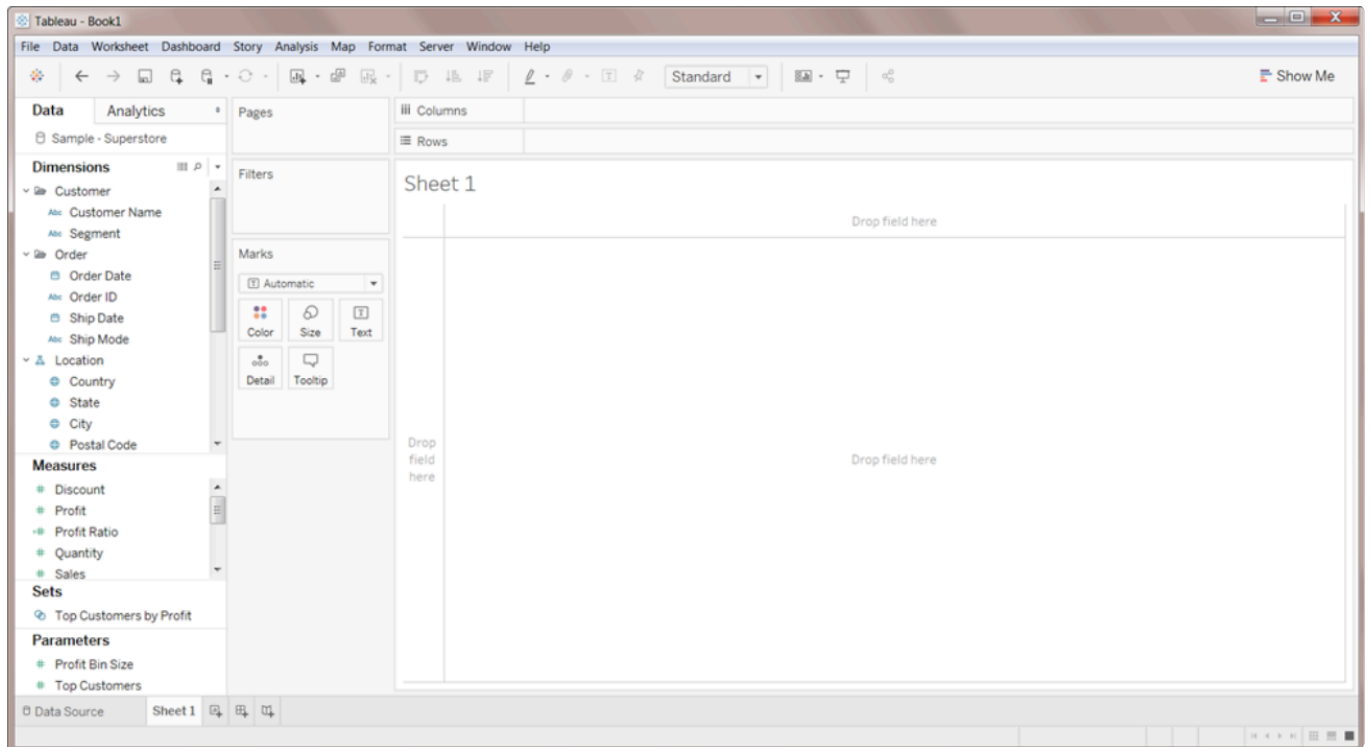 Tableau - Book1
File Data Worksheet Dashboard Story Analysis Map Format Server Window Help
Standard
Show Me
Data Analytics
Sample - Superstore
Dimensions
Customer
Abc Customer Name
Abc Segment
Order
Order Date
Abc Order ID
Ship Date
Abc Ship Mode
Location
Country
State
City
Postal Code
Measures
# Discount
# Profit
=# Profit Ratio
# Quantity
# Sales
Sets
Top Customers by Profit
Parameters
# Profit Bin Size
# Top Customers
Pages
Filters
Marks
T Automatic
Color Size Text
Detail Tooltip
Columns
Rows
Sheet 1
Drop field here
Drop
field
here
Drop field here
Data Source Sheet 1